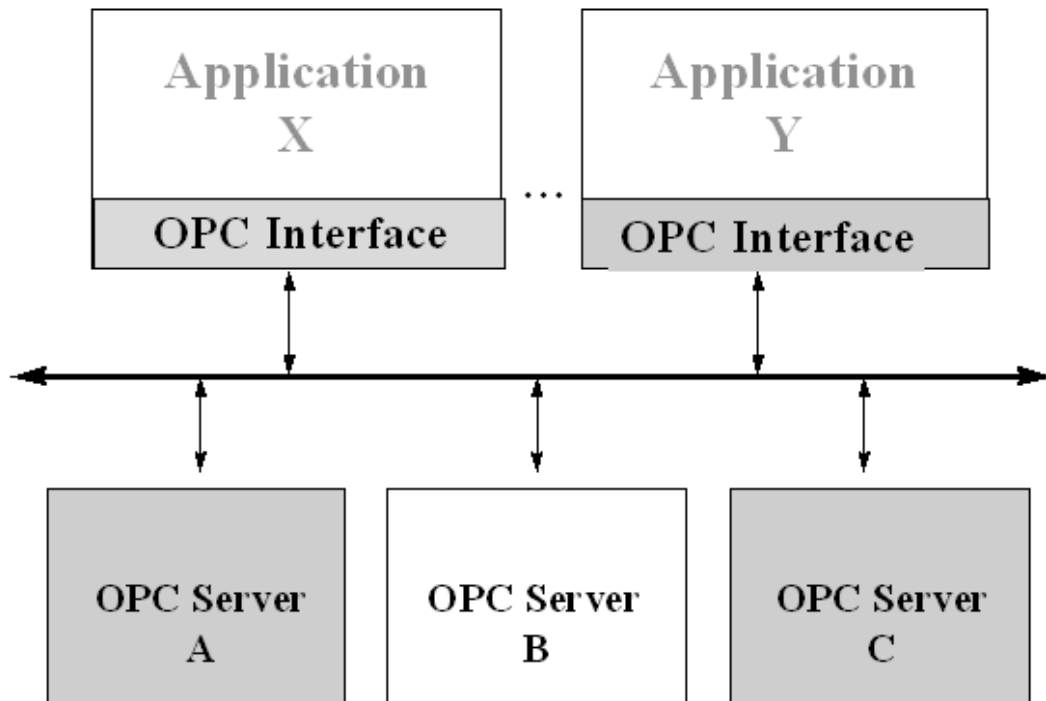 Application
X
OPC Interface
...
Application
Y
OPC Interface
OPC Server
A
OPC Server
B
OPC Server
C